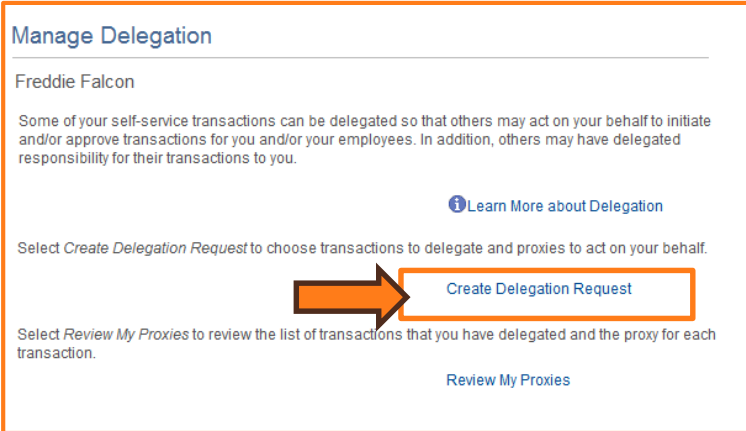 Manage Delegation
Freddie Falcon
Some of your self-service transactions can be delegated so that others may act on your behalf to initiate
and/or approve transactions for you and/or your employees. In addition, others may have delegated
responsibility for their transactions to you.
Learn More about Delegation
Select Create Delegation Request to choose transactions to delegate and proxies to act on your behalf.
Create Delegation Request
Select Review My Proxies to review the list of transactions that you have delegated and the proxy for each
transaction.
Review My Proxies